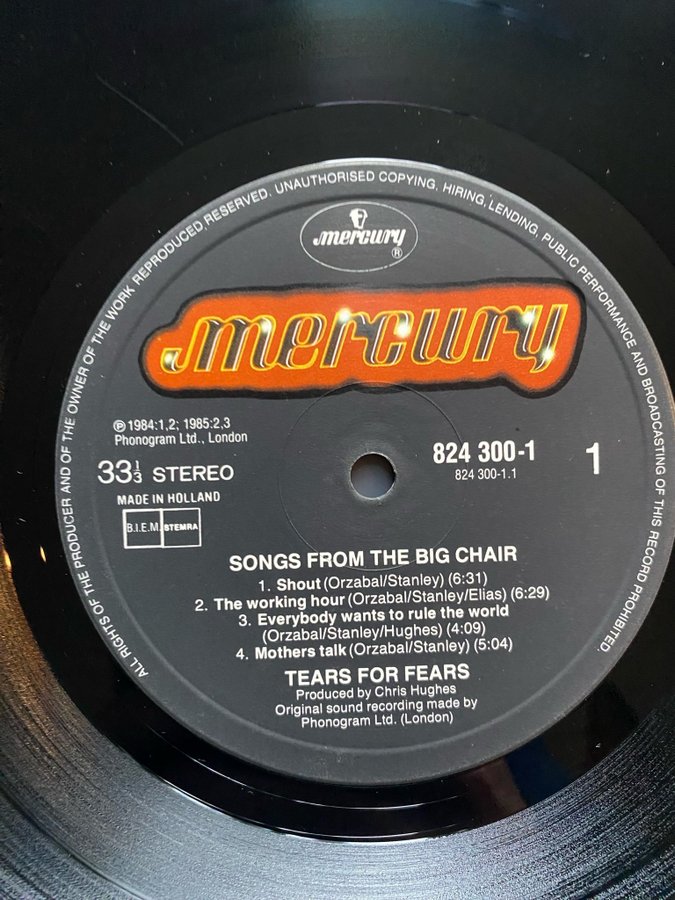 ALL RIGHTS OF THE PRODUCER AND OF THE OWNER OF THE WORK REPRODUCED RESERVED. UNAUTHORISED COPYING, HIRING, LENDING, PUBLIC PERFORMANCE AND BROADCASTING OF THIS RECORD PROHIBITED.
mercury
®
mercury
℗ 1984:1,2; 1985:2,3
Phonogram Ltd., London
824 300-1
1
824 300-1.1
33⅓ STEREO
MADE IN HOLLAND
B.I.E.M. STEMRA
SONGS FROM THE BIG CHAIR
1. Shout (Orzabal/Stanley) (6:31)
2. The working hour (Orzabal/Stanley/Elias) (6:29)
3. Everybody wants to rule the world
(Orzabal/Stanley/Hughes) (4:09)
4. Mothers talk (Orzabal/Stanley) (5:04)
TEARS FOR FEARS
Produced by Chris Hughes
Original sound recording made by
Phonogram Ltd. (London)